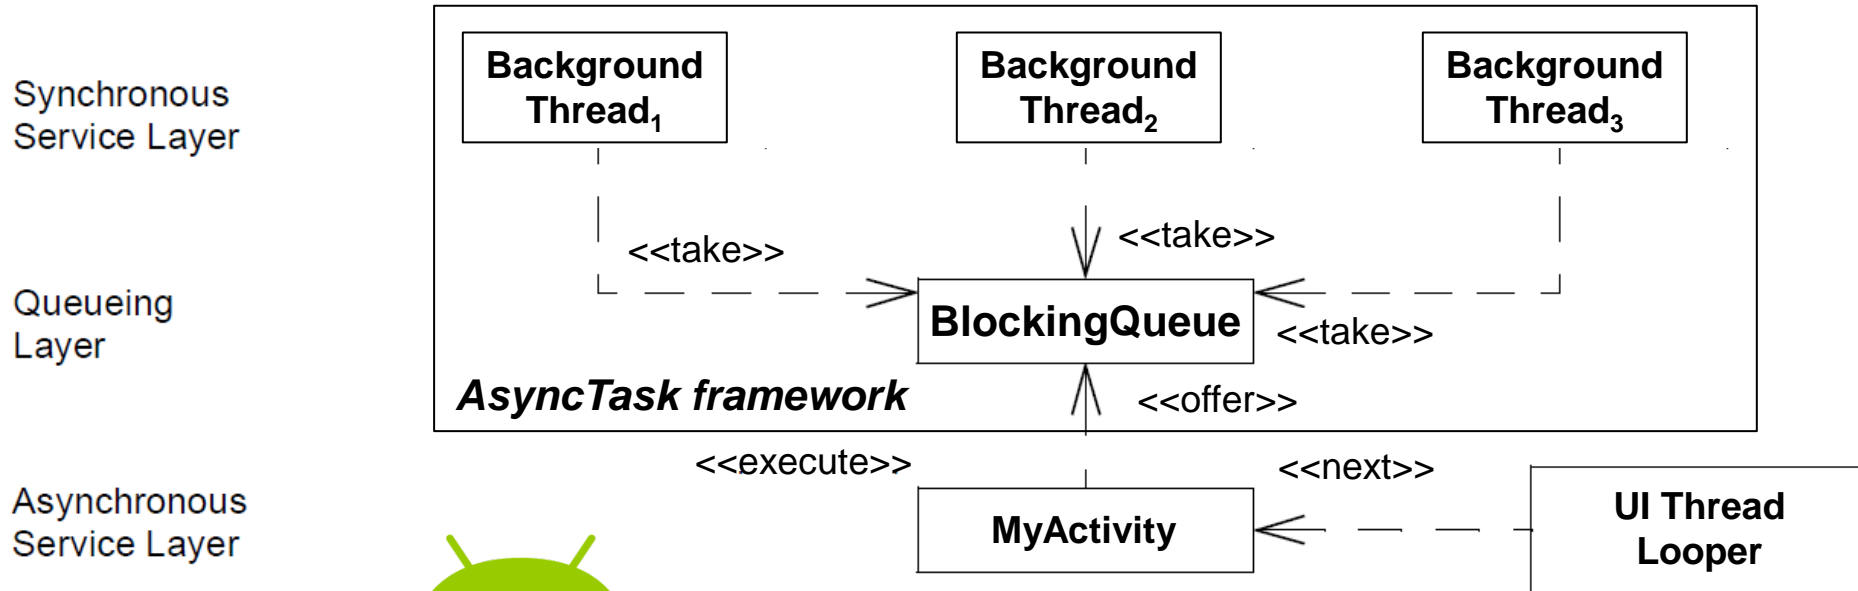 Background
Thread₁
Background
Thread₂
Background
Thread₃
Synchronous
Service Layer
<<take>>
<<take>>
Queueing
Layer
BlockingQueue
<<take>>
AsyncTask framework
<<offer>>
<<execute>>
<<next>>
Asynchronous
Service Layer
MyActivity
UI Thread
Looper